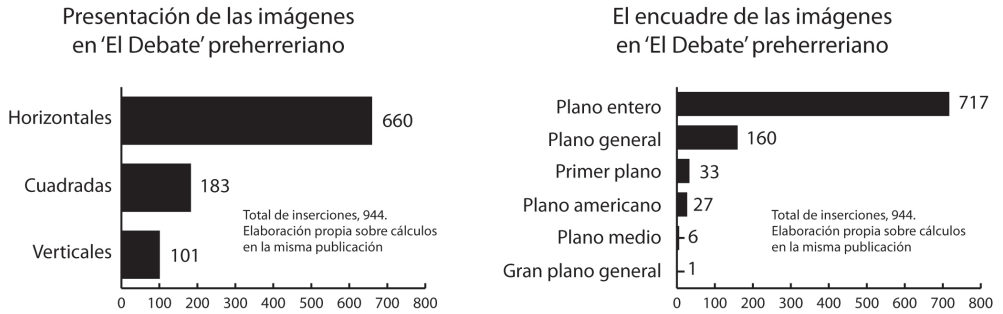 Presentación de las imágenes
en ‘El Debate’ preherreriano
Horizontales
660
Cuadradas
183
Verticales
101
Total de inserciones, 944.
Elaboración propia sobre cálculos
en la misma publicación
0 100 200 300 400 500 600 700 800
El encuadre de las imágenes
en ‘El Debate’ preherreriano
Plano entero
717
Plano general
160
Primer plano
33
Plano americano
27
Plano medio
6
Gran plano general
1
Total de inserciones, 944.
Elaboración propia sobre cálculos
en la misma publicación
0 100 200 300 400 500 600 700 800